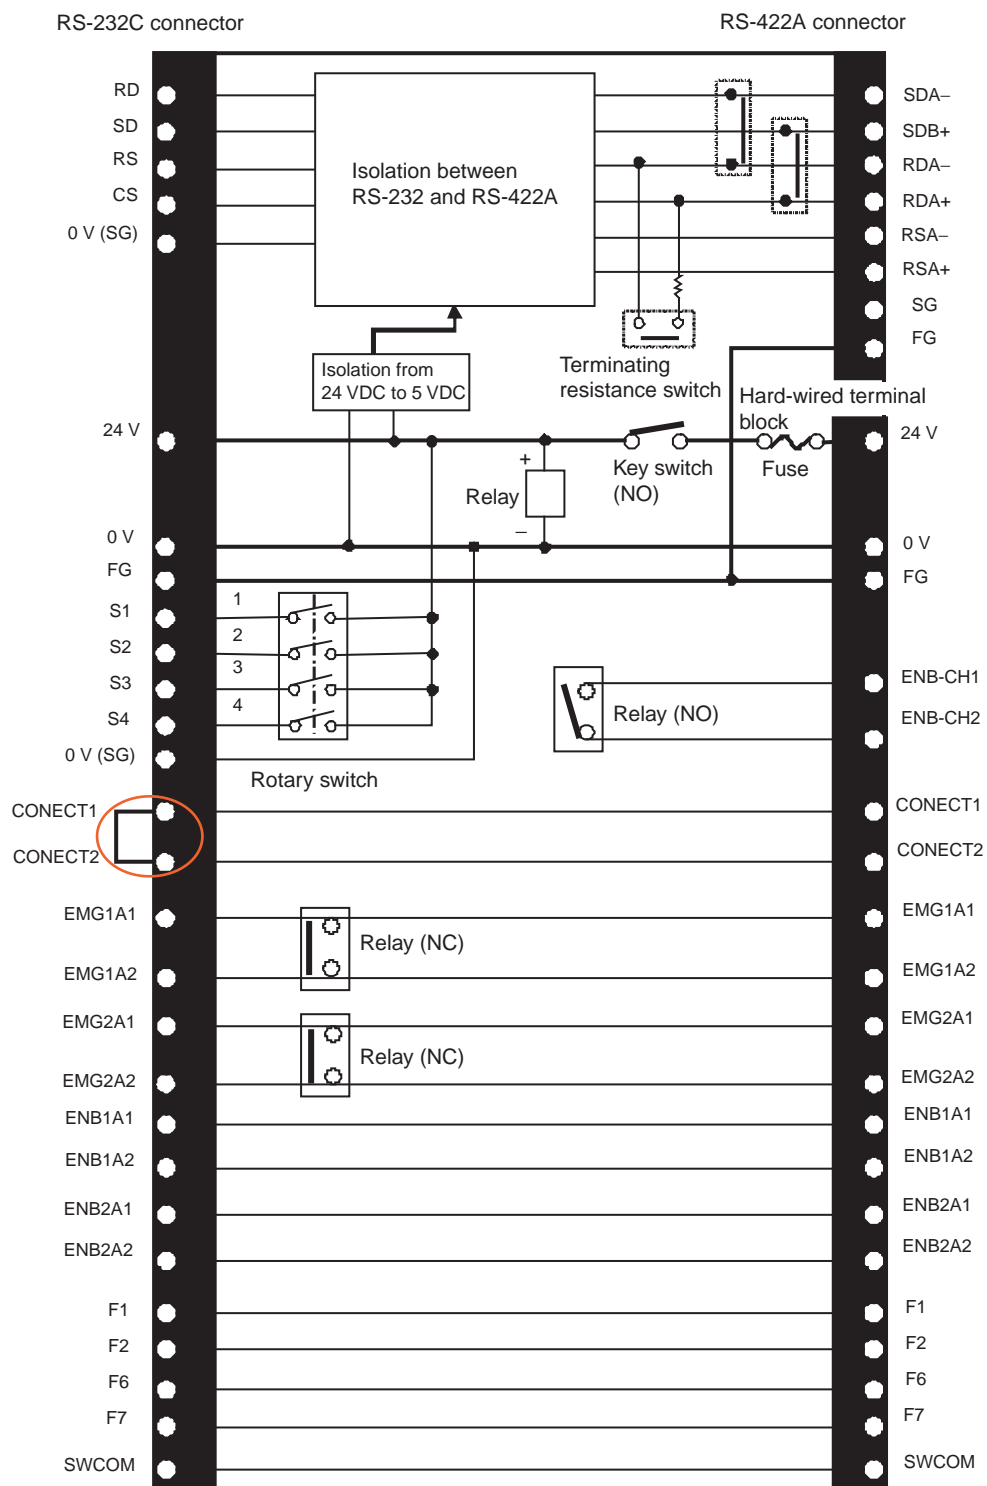 RS-232C connector
RS-422A connector
RD
SD
RS
CS
0 V (SG)
Isolation between
RS-232 and RS-422A
SDA−
SDB+
RDA−
RDA+
RSA−
RSA+
SG
FG
Isolation from
24 VDC to 5 VDC
Terminating
resistance switch
Hard-wired terminal
block
24 V
24 V
Key switch
(NO)
Fuse
+
Relay
−
0 V
0 V
FG
FG
S1
S2
S3
S4
0 V (SG)
1
2
3
4
Rotary switch
Relay (NO)
ENB-CH1
ENB-CH2
CONECT1
CONECT1
CONECT2
CONECT2
EMG1A1
EMG1A1
Relay (NC)
EMG1A2
EMG1A2
EMG2A1
EMG2A1
Relay (NC)
EMG2A2
EMG2A2
ENB1A1
ENB1A1
ENB1A2
ENB1A2
ENB2A1
ENB2A1
ENB2A2
ENB2A2
F1
F1
F2
F2
F6
F6
F7
F7
SWCOM
SWCOM